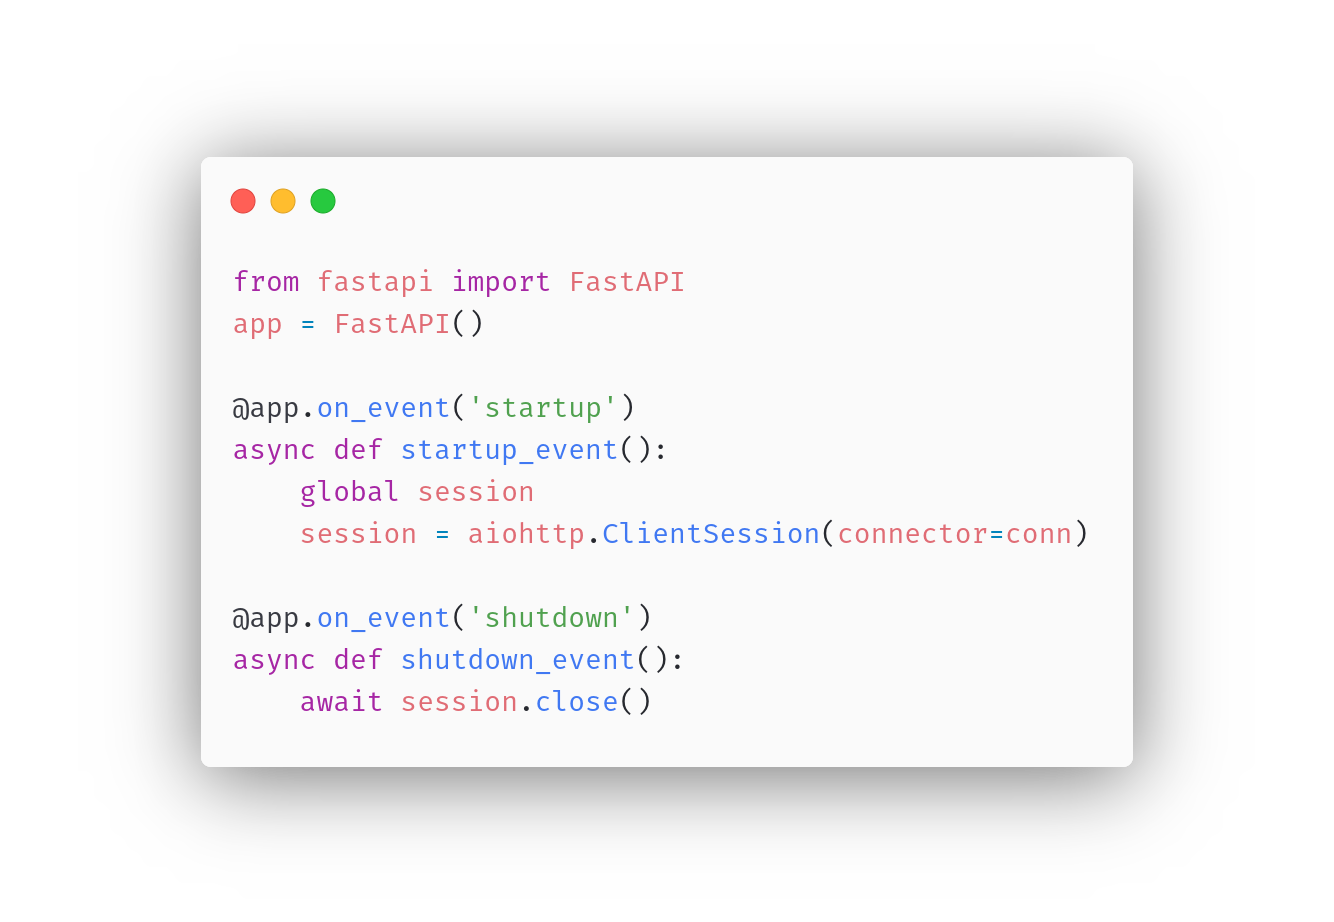 from fastapi import FastAPI
app = FastAPI()

@app.on_event('startup')
async def startup_event():
    global session
    session = aiohttp.ClientSession(connector=conn)

@app.on_event('shutdown')
async def shutdown_event():
    await session.close()